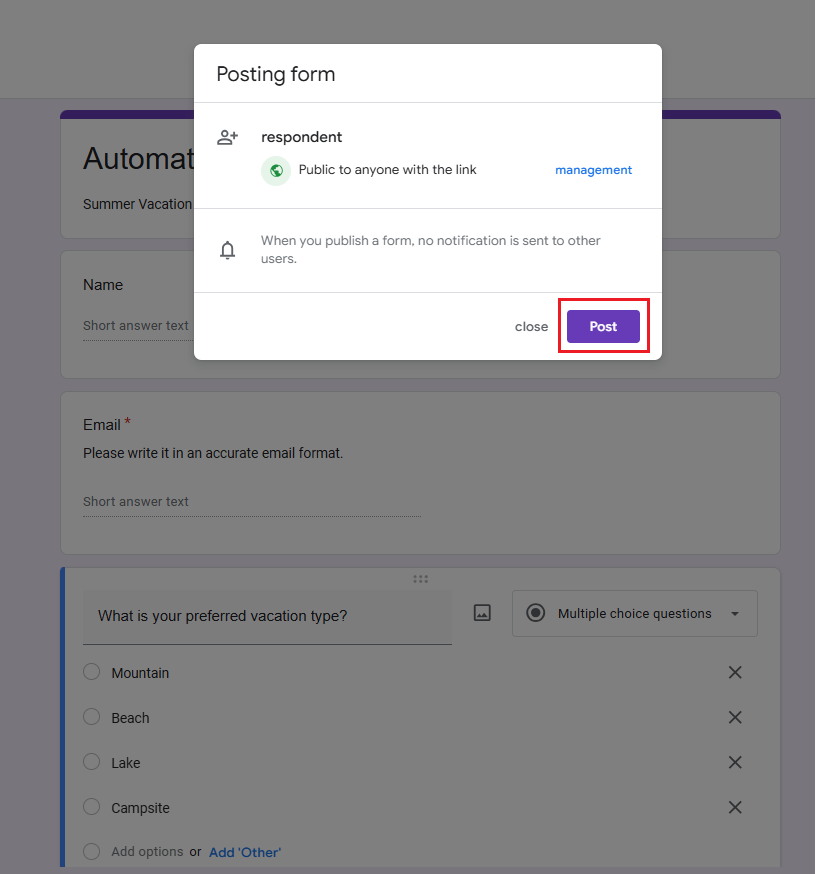 Posting form
respondent
Public to anyone with the link management
When you publish a form, no notification is sent to other
users.
close Post
Automat
Summer Vacation
Name
Short answer text
Email *
Please write it in an accurate email format.
Short answer text
What is your preferred vacation type? Multiple choice questions
Mountain
Beach
Lake
Campsite
Add options or Add 'Other'